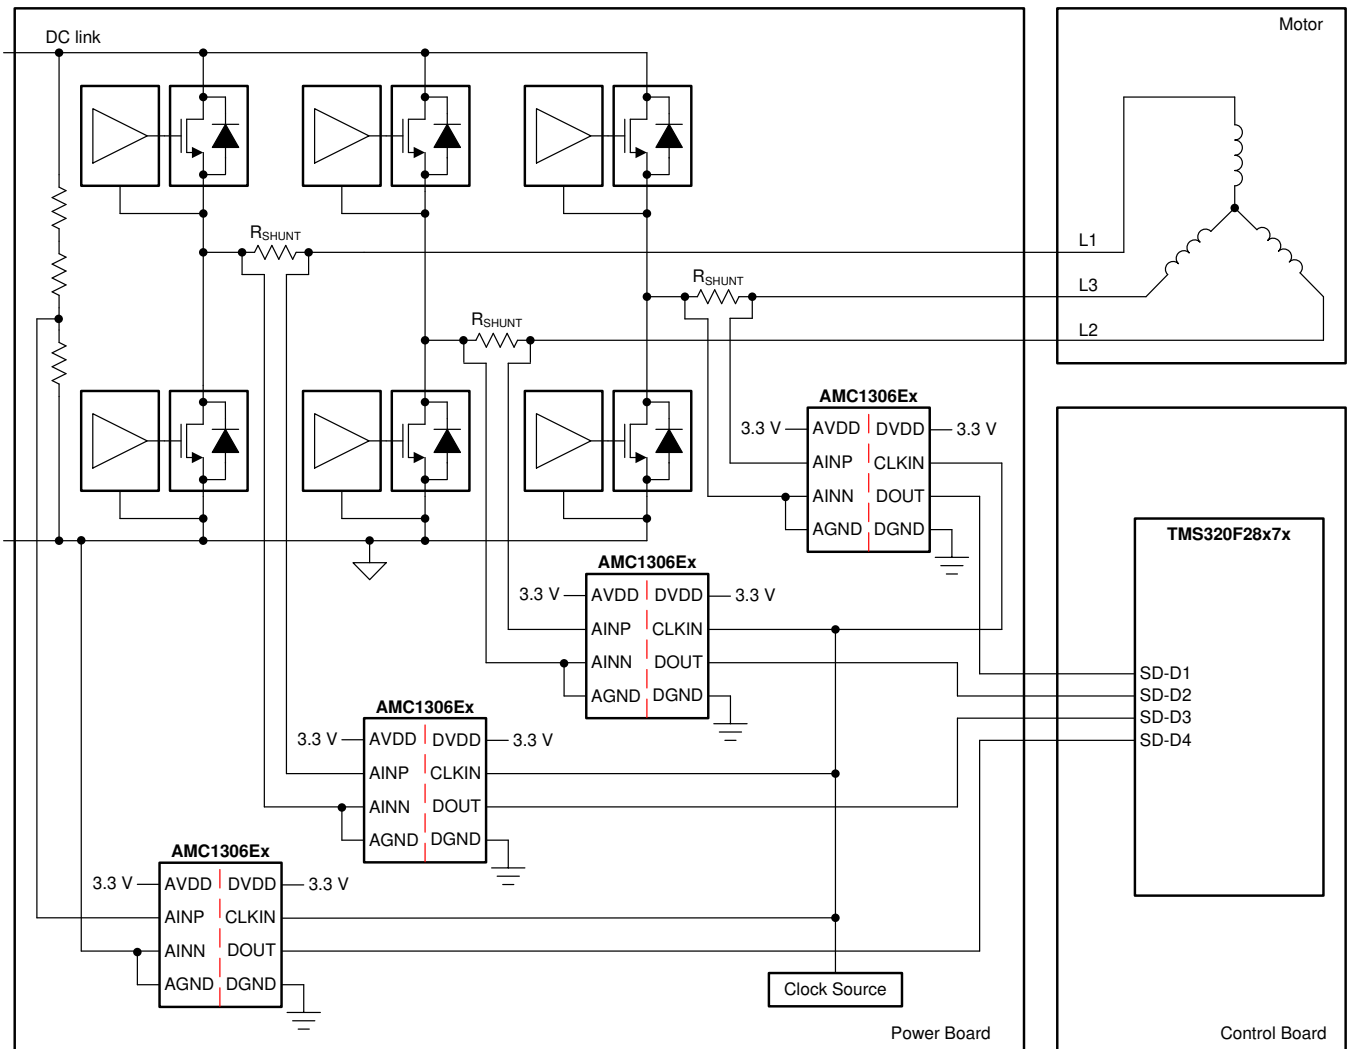 DC link
Motor
R_SHUNT
L1
R_SHUNT
L3
R_SHUNT
L2
AMC1306Ex
3.3 V AVDD DVDD 3.3 V
AINP CLKIN
AINN DOUT
AGND DGND
TMS320F28x7x
AMC1306Ex
3.3 V AVDD DVDD 3.3 V
AINP CLKIN
AINN DOUT
AGND DGND
SD-D1
SD-D2
SD-D3
SD-D4
AMC1306Ex
3.3 V AVDD DVDD 3.3 V
AINP CLKIN
AINN DOUT
AGND DGND
AMC1306Ex
3.3 V AVDD DVDD 3.3 V
AINP CLKIN
AINN DOUT
AGND DGND
Clock Source
Power Board
Control Board